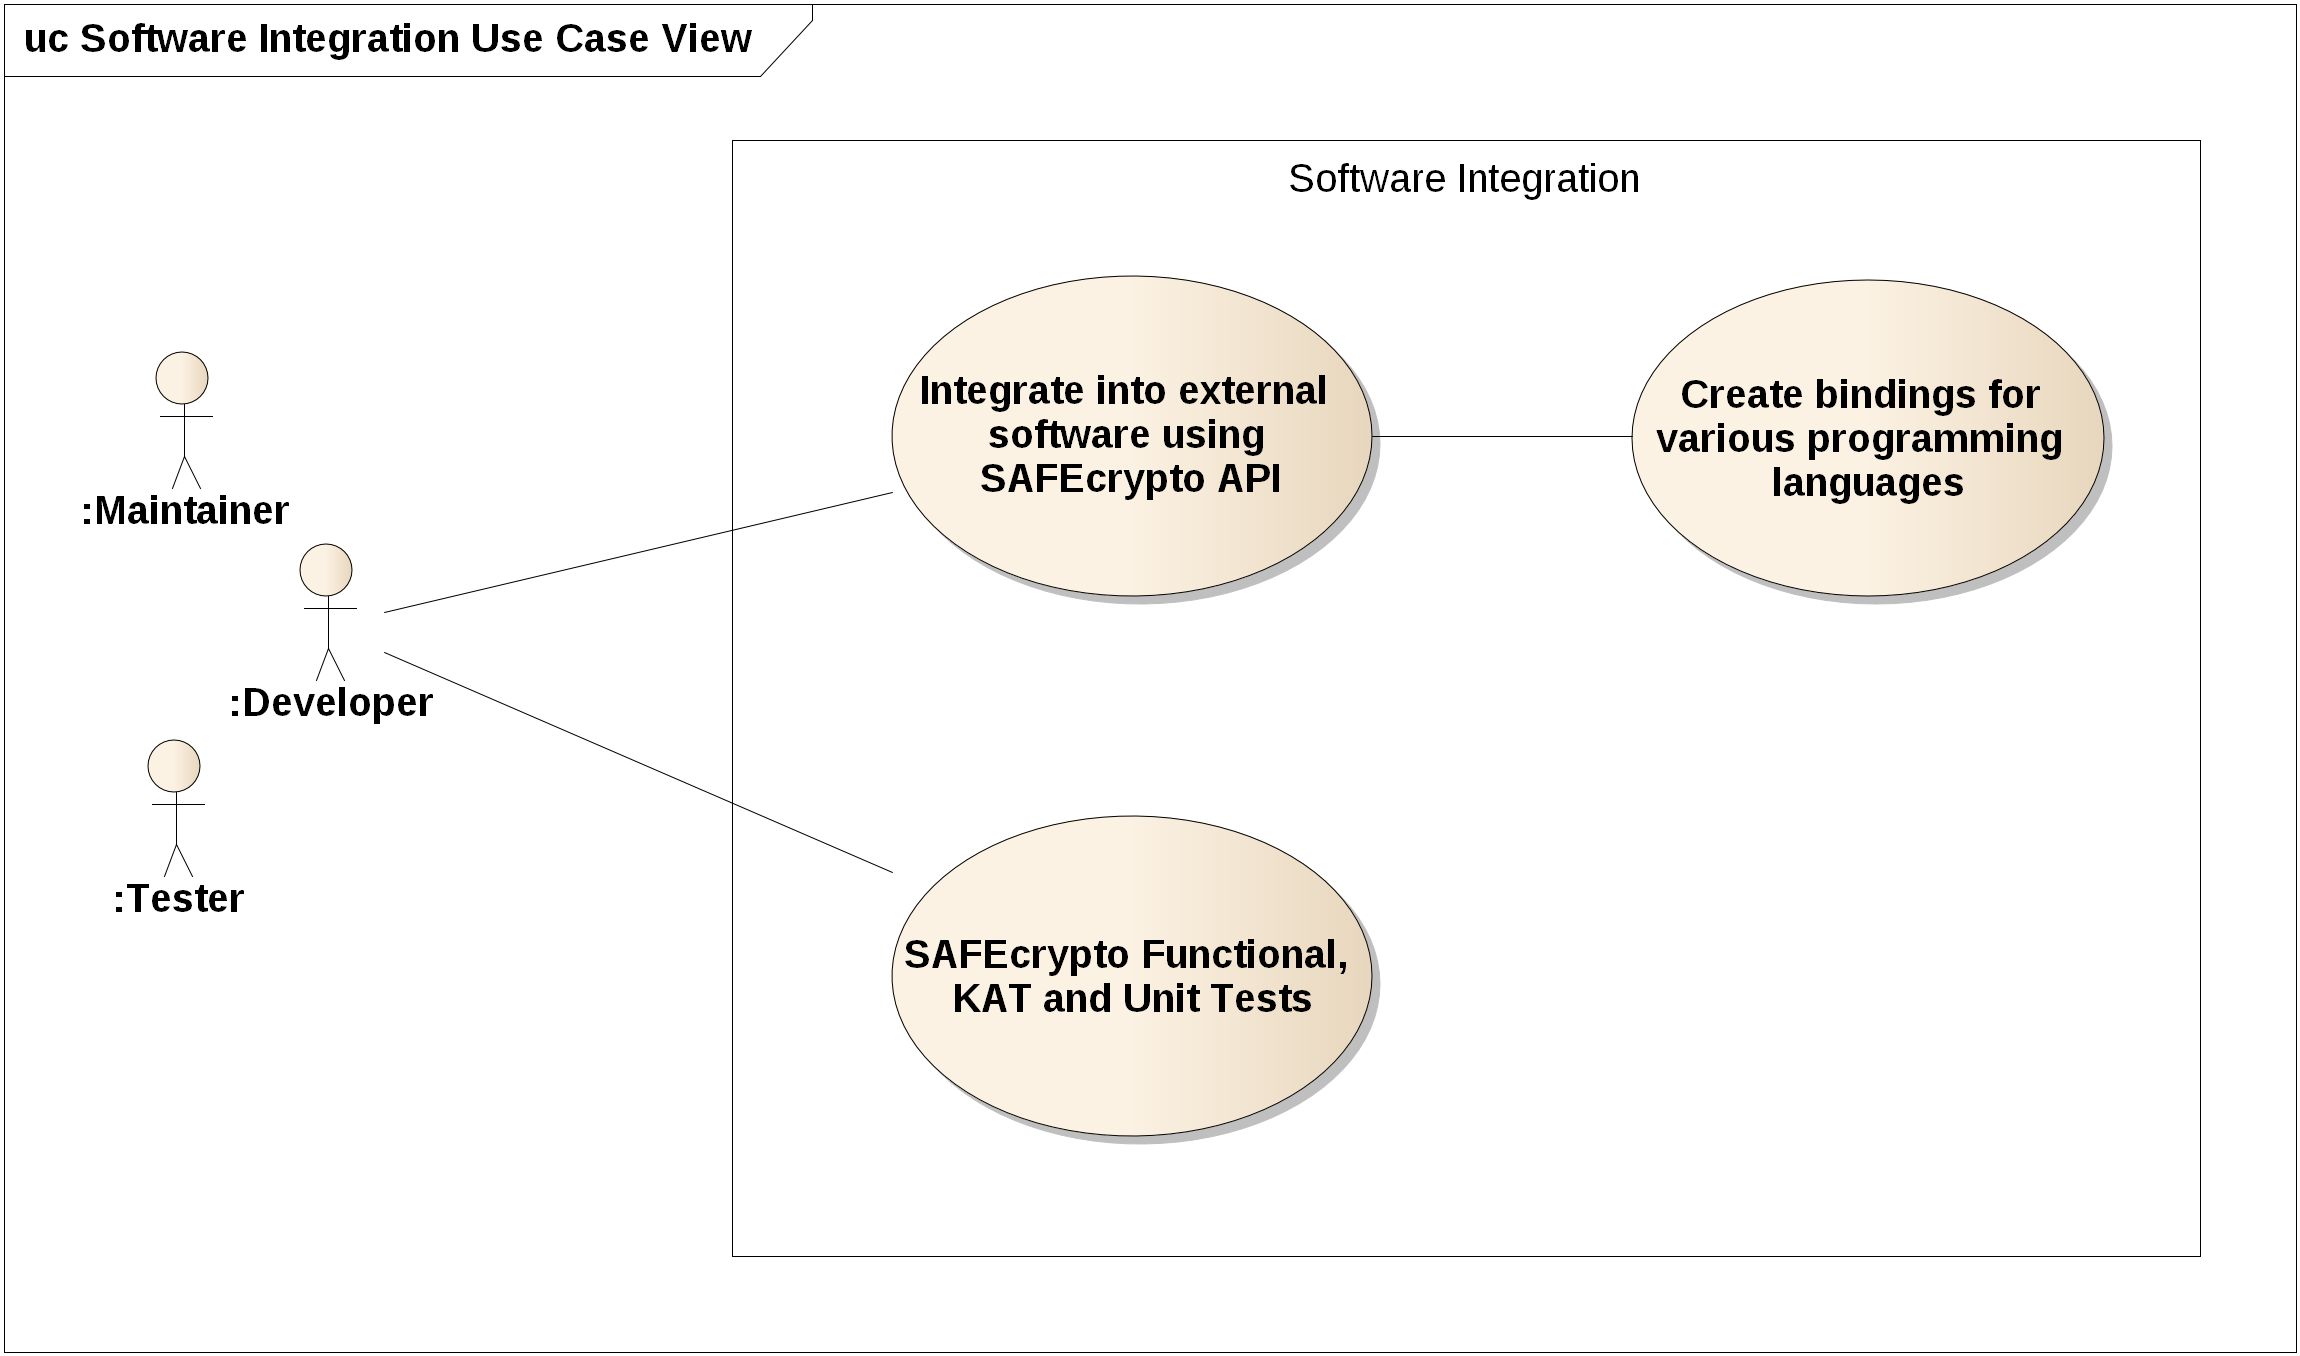 uc Software Integration Use Case View
Software Integration
Integrate into external
software using
SAFEcrypto API
Create bindings for
various programming
languages
:Maintainer
:Developer
:Tester
SAFEcrypto Functional,
KAT and Unit Tests